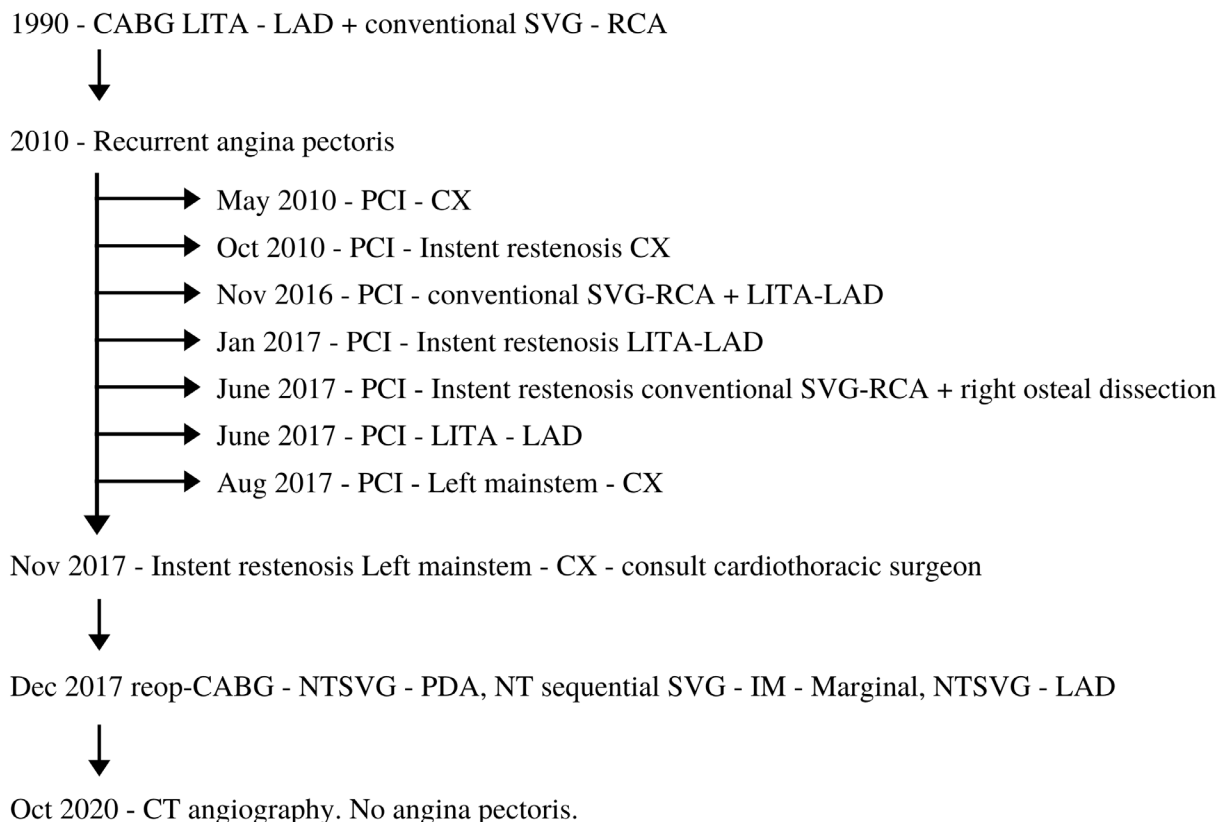 1990 - CABG LITA - LAD + conventional SVG - RCA
2010 - Recurrent angina pectoris
May 2010 - PCI - CX
Oct 2010 - PCI - Instent restenosis CX
Nov 2016 - PCI - conventional SVG-RCA + LITA-LAD
Jan 2017 - PCI - Instent restenosis LITA-LAD
June 2017 - PCI - Instent restenosis conventional SVG-RCA + right osteal dissection
June 2017 - PCI - LITA - LAD
Aug 2017 - PCI - Left mainstem - CX
Nov 2017 - Instent restenosis Left mainstem - CX - consult cardiothoracic surgeon
Dec 2017 reop-CABG - NTSVG - PDA, NT sequential SVG - IM - Marginal, NTSVG - LAD
Oct 2020 - CT angiography. No angina pectoris.